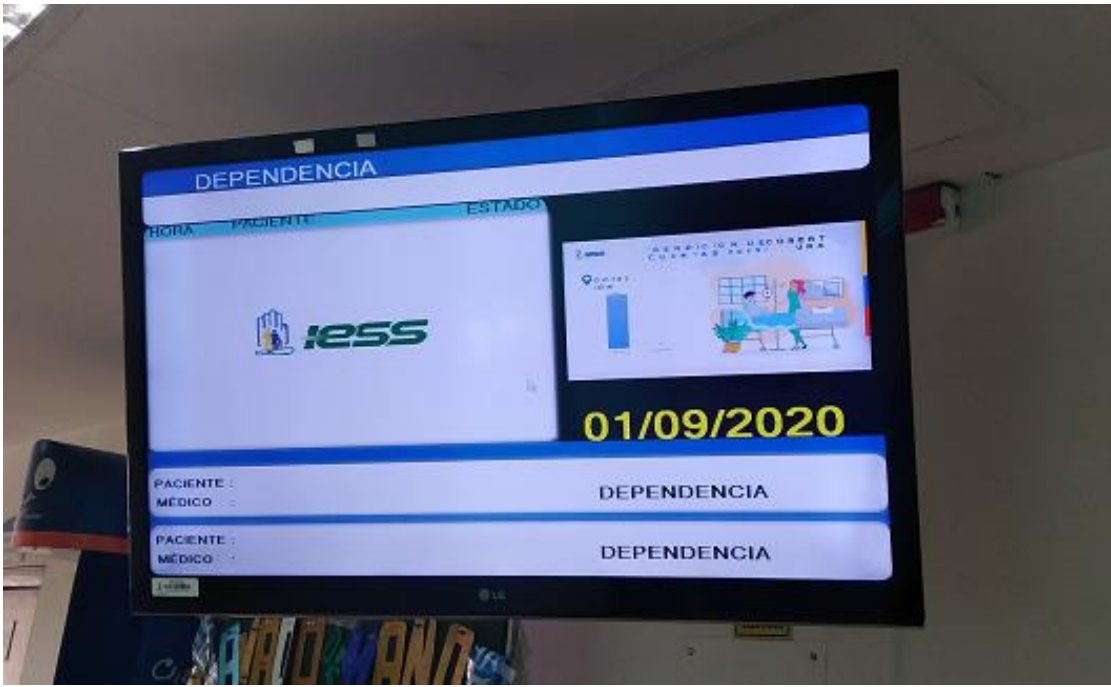 DEPENDENCIA
HORA PACIENTE ESTADO
IESS
01/09/2020
PACIENTE :
MÉDICO :
DEPENDENCIA
PACIENTE :
MÉDICO :
DEPENDENCIA
LG